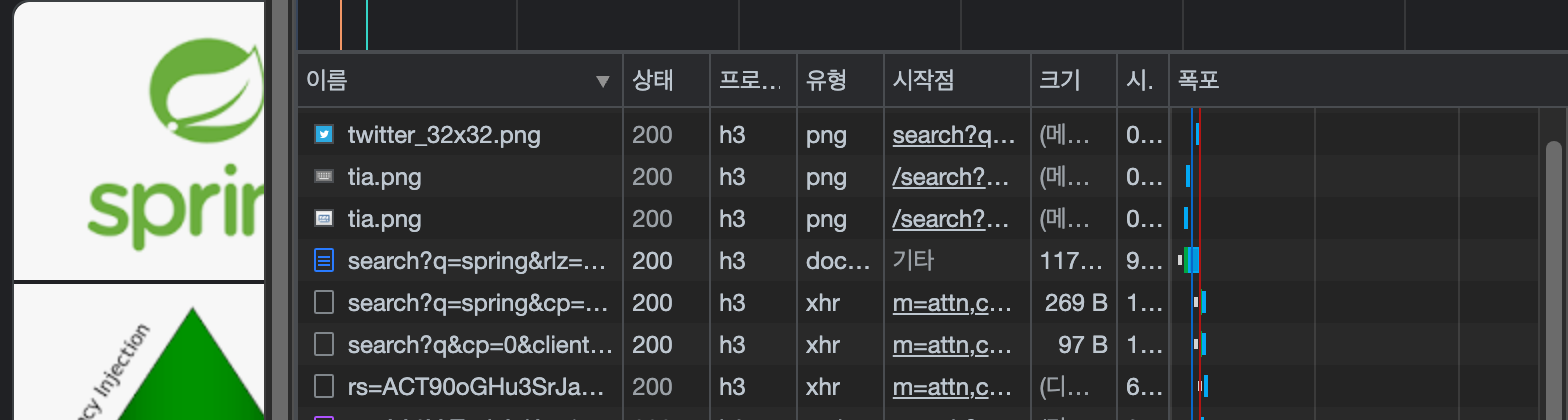 이름 상태 프로... 유형 시작점 크기 시. 폭포
twitter_32x32.png 200 h3 png search?q... (메... 0...
tia.png 200 h3 png /search?... (메... 0...
tia.png 200 h3 png /search?... (메... 0...
search?q=spring&rlz=... 200 h3 doc... 기타 117... 9...
search?q=spring&cp=... 200 h3 xhr m=attn,c... 269 B 1...
search?q&cp=0&client... 200 h3 xhr m=attn,c... 97 B 1...
rs=ACT90oGHu3SrJa... 200 h3 xhr m=attn,c... (디... 6...
sprin
cy Injection